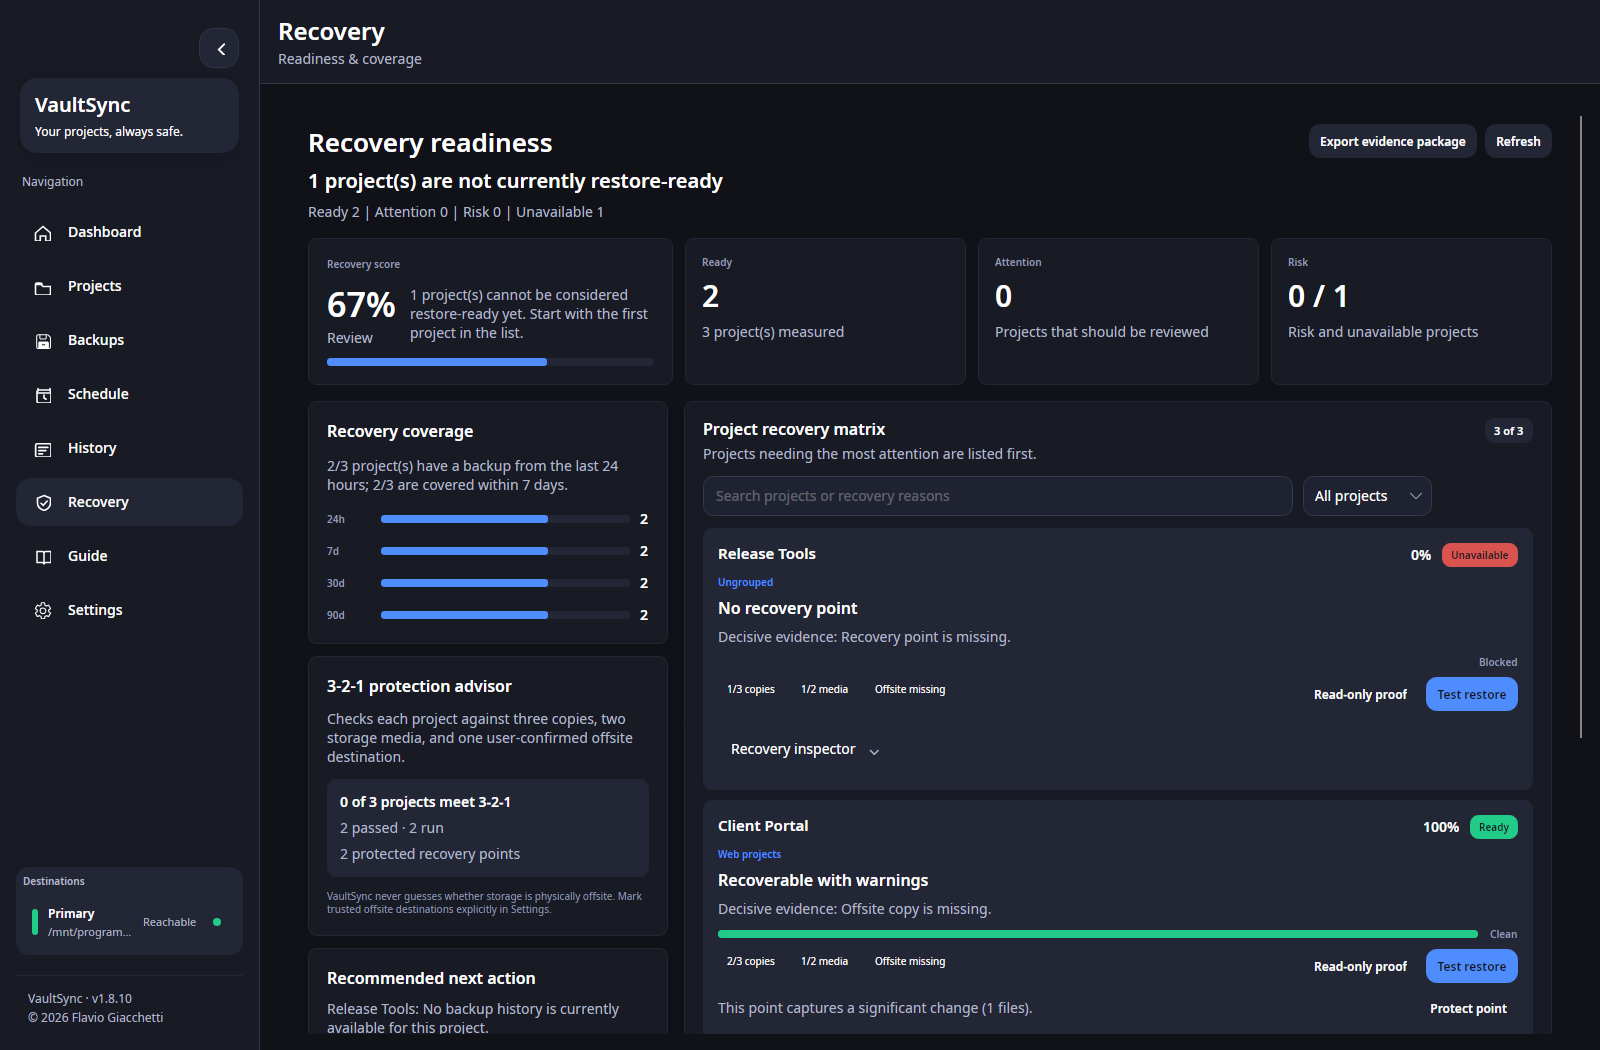 VaultSync
Your projects, always safe.
Navigation
Dashboard
Projects
Backups
Schedule
History
Recovery
Guide
Settings
Destinations
Primary
/mnt/program...
Reachable
VaultSync · v1.8.10
© 2026 Flavio Giacchetti
Recovery
Readiness & coverage
Recovery readiness
Export evidence package
Refresh
1 project(s) are not currently restore-ready
Ready 2 | Attention 0 | Risk 0 | Unavailable 1
Recovery score
67%
Review
1 project(s) cannot be considered
restore-ready yet. Start with the first
project in the list.
Ready
2
3 project(s) measured
Attention
0
Projects that should be reviewed
Risk
0 / 1
Risk and unavailable projects
Recovery coverage
2/3 project(s) have a backup from the last 24
hours; 2/3 are covered within 7 days.
24h 2
7d 2
30d 2
90d 2
3-2-1 protection advisor
Checks each project against three copies, two
storage media, and one user-confirmed offsite
destination.
0 of 3 projects meet 3-2-1
2 passed · 2 run
2 protected recovery points
VaultSync never guesses whether storage is physically offsite. Mark
trusted offsite destinations explicitly in Settings.
Recommended next action
Release Tools: No backup history is currently
available for this project.
Project recovery matrix
3 of 3
Projects needing the most attention are listed first.
Search projects or recovery reasons
All projects
Release Tools
0% Unavailable
Ungrouped
No recovery point
Decisive evidence: Recovery point is missing.
Blocked
1/3 copies 1/2 media Offsite missing
Read-only proof Test restore
Recovery inspector
Client Portal
100% Ready
Web projects
Recoverable with warnings
Decisive evidence: Offsite copy is missing.
Clean
2/3 copies 1/2 media Offsite missing
Read-only proof Test restore
This point captures a significant change (1 files).
Protect point